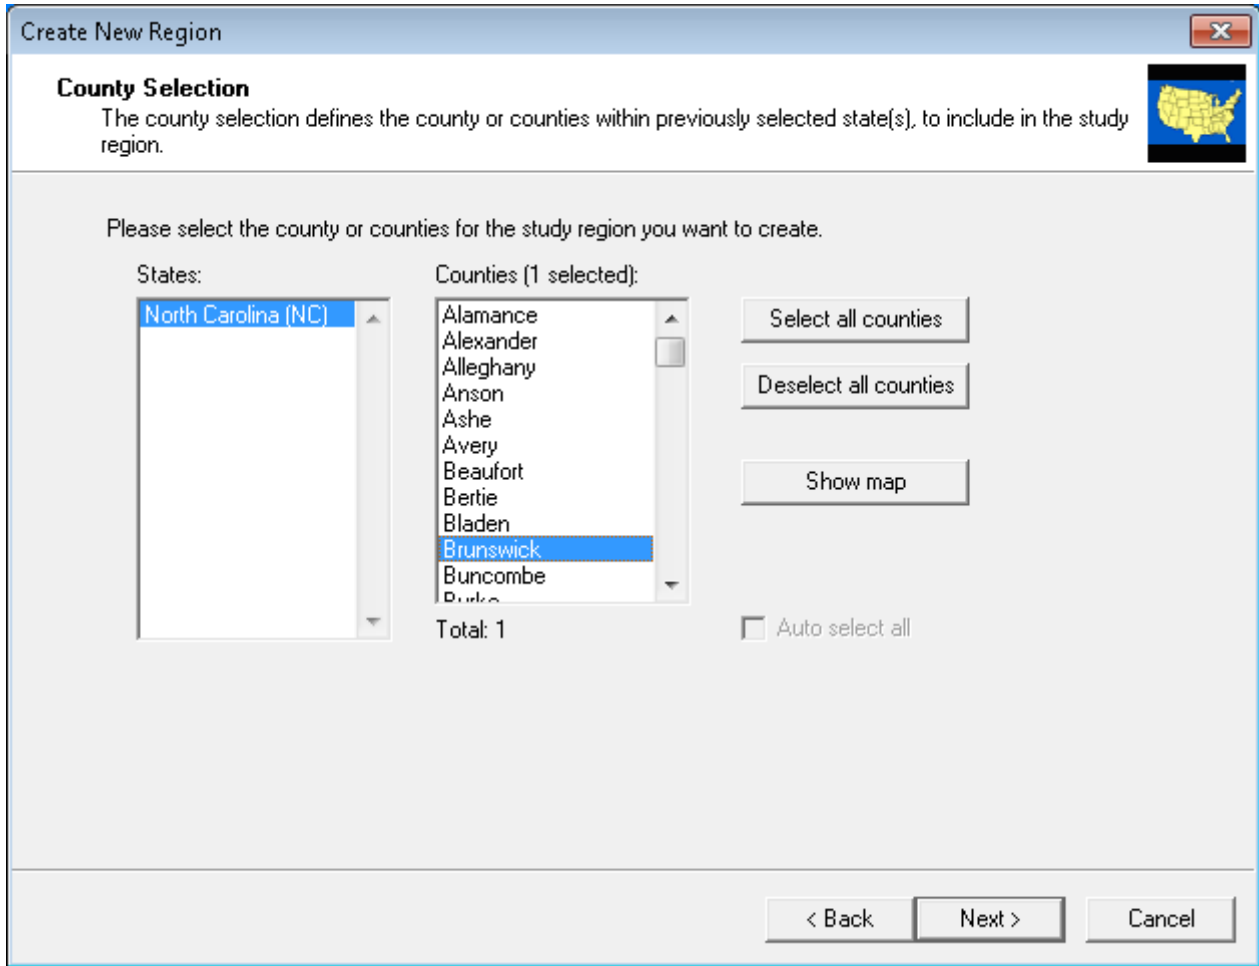 Create New Region
County Selection
The county selection defines the county or counties within previously selected state(s), to include in the study
region.
Please select the county or counties for the study region you want to create.
States:
Counties (1 selected):
North Carolina (NC)
Alamance
Alexander
Alleghany
Anson
Ashe
Avery
Beaufort
Bertie
Bladen
Brunswick
Buncombe
Total: 1
Select all counties
Deselect all counties
Show map
Auto select all
< Back
Next >
Cancel